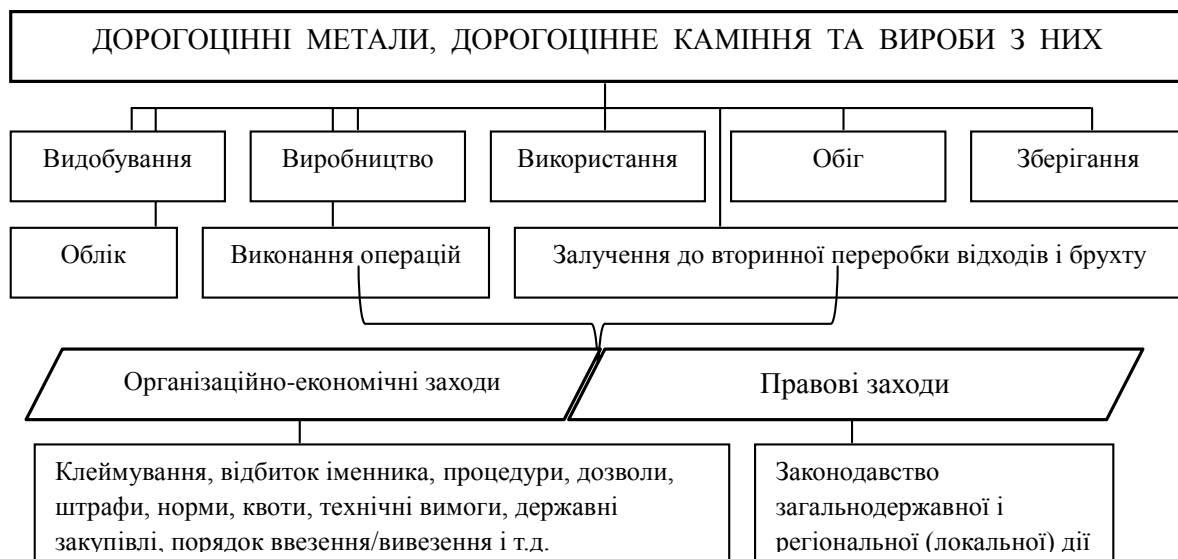 ДОРОГОЦІННІ МЕТАЛИ, ДОРОГОЦІННЕ КАМІННЯ ТА ВИРОБИ З НИХ
Видобування
Виробництво
Використання
Обіг
Зберігання
Облік
Виконання операцій
Залучення до вторинної переробки відходів і брухту
Організаційно-економічні заходи
Правові заходи
Клеймування, відбиток іменника, процедури, дозволи,
штрафи, норми, квоти, технічні вимоги, державні
закупівлі, порядок ввезення/вивезення і т.д.
Законодавство
загальнодержавної і
регіональної (локальної) дії